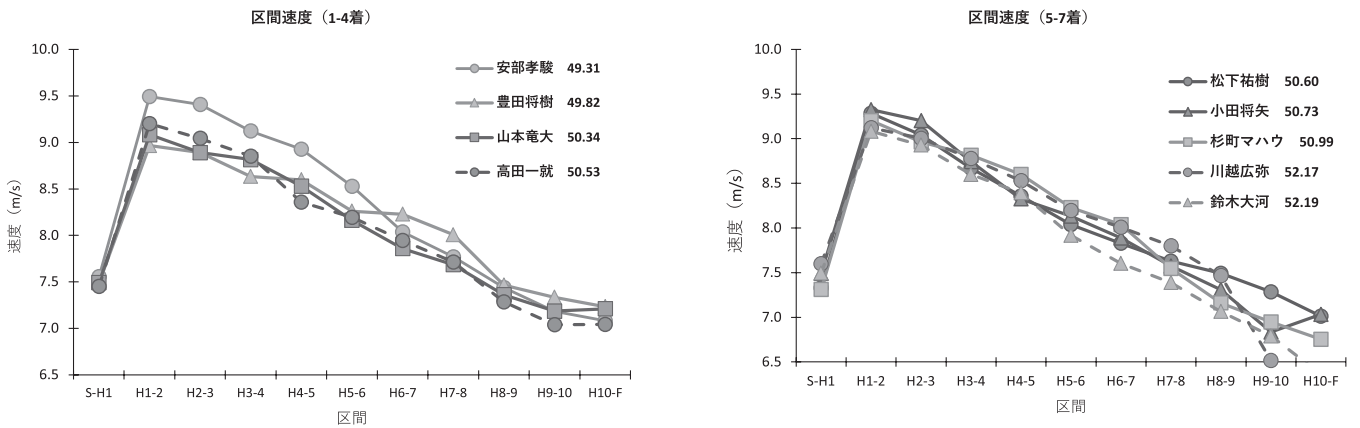 区間速度（1-4着）
10.0
9.5
9.0
8.5
8.0
7.5
7.0
6.5
速度（m/s）
安部孝駿 49.31
豊田将樹 49.82
山本竜大 50.34
高田一就 50.53
S-H1 H1-2 H2-3 H3-4 H4-5 H5-6 H6-7 H7-8 H8-9 H9-10 H10-F
区間
区間速度（5-7着）
10.0
9.5
9.0
8.5
8.0
7.5
7.0
6.5
速度（m/s）
松下祐樹 50.60
小田将矢 50.73
杉町マハウ 50.99
川越広弥 52.17
鈴木大河 52.19
S-H1 H1-2 H2-3 H3-4 H4-5 H5-6 H6-7 H7-8 H8-9 H9-10 H10-F
区間